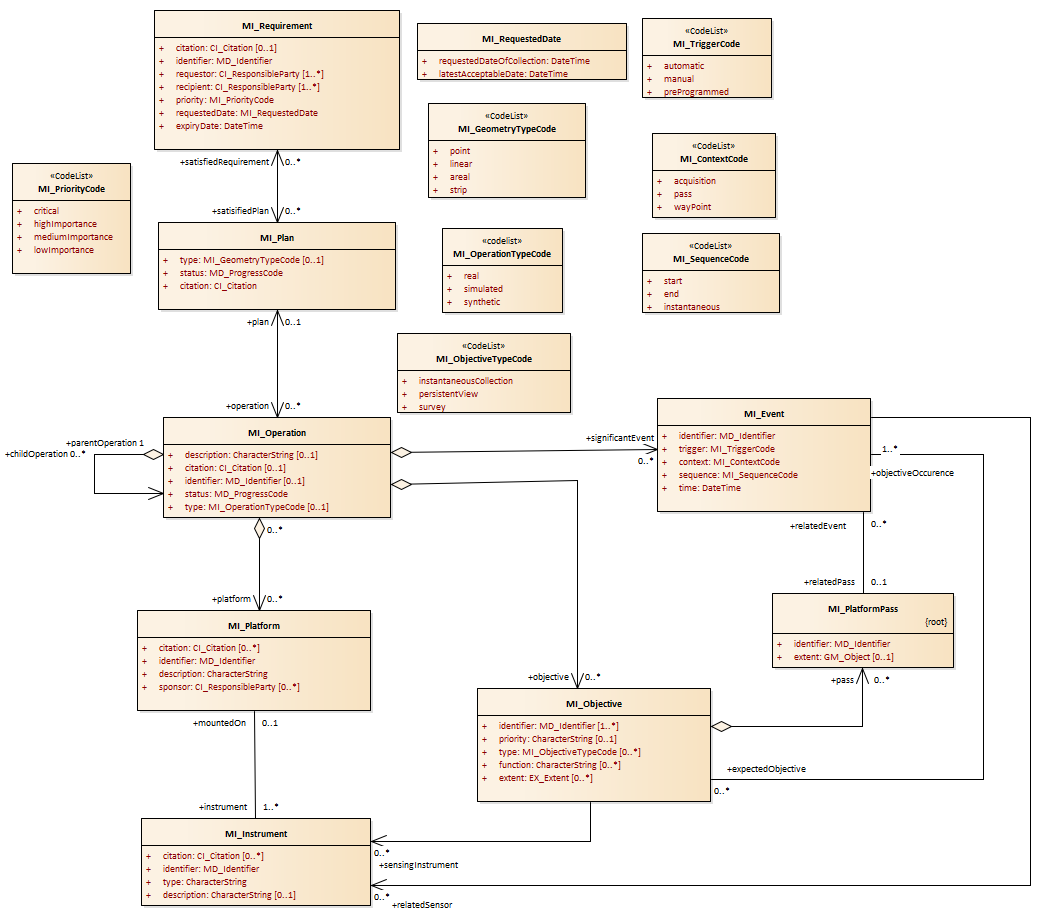 MI_Requirement
+ citation: CI_Citation [0..1]
+ identifier: MD_Identifier
+ requestor: CI_ResponsibleParty [1..*]
+ recipient: CI_ResponsibleParty [1..*]
+ priority: MI_PriorityCode
+ requestedDate: MI_RequestedDate
+ expiryDate: DateTime
MI_RequestedDate
+ requestedDateOfCollection: DateTime
+ latestAcceptableDate: DateTime
«CodeList»
MI_TriggerCode
+ automatic
+ manual
+ preProgrammed
«CodeList»
MI_GeometryTypeCode
+ point
+ linear
+ areal
+ strip
«CodeList»
MI_ContextCode
+ acquisition
+ pass
+ wayPoint
+satisfiedRequirement 0..*
«CodeList»
MI_PriorityCode
+ critical
+ highImportance
+ mediumImportance
+ lowImportance
+satisifiedPlan 0..*
MI_Plan
+ type: MI_GeometryTypeCode [0..1]
+ status: MD_ProgressCode
+ citation: CI_Citation
«codelist»
MI_OperationTypeCode
+ real
+ simulated
+ synthetic
«CodeList»
MI_SequenceCode
+ start
+ end
+ instantaneous
+plan 0..1
«CodeList»
MI_ObjectiveTypeCode
+ instantaneousCollection
+ persistentView
+ survey
+operation 0..*
MI_Operation
+ description: CharacterString [0..1]
+ citation: CI_Citation [0..1]
+ identifier: MD_Identifier [0..1]
+ status: MD_ProgressCode
+ type: MI_OperationTypeCode [0..1]
+parentOperation 1
+childOperation 0..*
+significantEvent
0..*
MI_Event
+ identifier: MD_Identifier
+ trigger: MI_TriggerCode
+ context: MI_ContextCode
+ sequence: MI_SequenceCode
+ time: DateTime
1..*
+objectiveOccurence
+relatedEvent 0..*
0..*
+platform 0..*
+relatedPass 0..1
MI_PlatformPass
{root}
+ identifier: MD_Identifier
+ extent: GM_Object [0..1]
+pass 0..*
MI_Platform
+ citation: CI_Citation [0..*]
+ identifier: MD_Identifier
+ description: CharacterString
+ sponsor: CI_ResponsibleParty [0..*]
+objective 0..*
MI_Objective
+ identifier: MD_Identifier [1..*]
+ priority: CharacterString [0..1]
+ type: MI_ObjectiveTypeCode [0..*]
+ function: CharacterString [0..*]
+ extent: EX_Extent [0..*]
+expectedObjective
0..*
+mountedOn 0..1
+instrument 1..*
MI_Instrument
+ citation: CI_Citation [0..*]
+ identifier: MD_Identifier
+ type: CharacterString
+ description: CharacterString [0..1]
0..*
+sensingInstrument
0..*
+relatedSensor